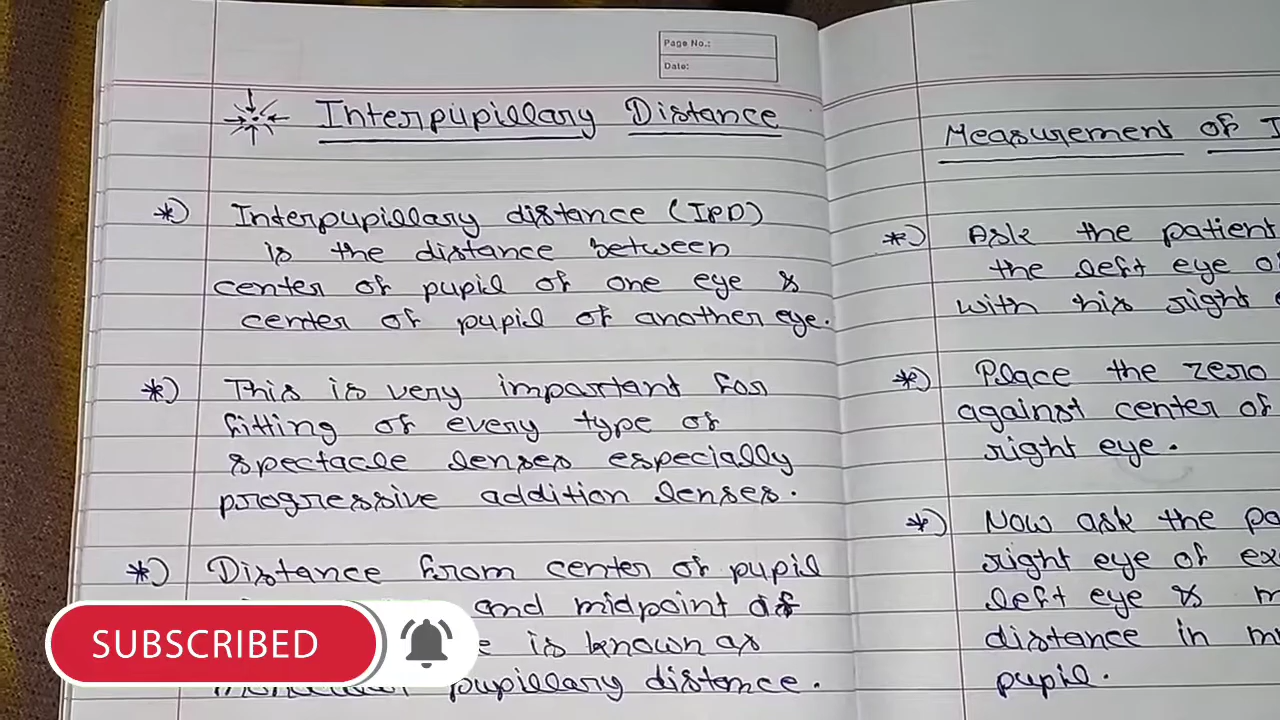 Page No.:
Date:
Interpupillary Distance
*) Interpupillary distance (IPD)
is the distance between
center of pupil of one eye &
center of pupil of another eye.
*) This is very important for
fitting of every type of
spectacle lenses especially
progressive addition lenses.
*) Distance from center of pupil
and midpoint of
is known as
pupillary distance.
SUBSCRIBED
Measurement of
*) Ask the patient
the left eye of
with his right
*) Place the zero
against center of
right eye.
*) Now ask the
right eye of
left eye &
distance in
pupil.